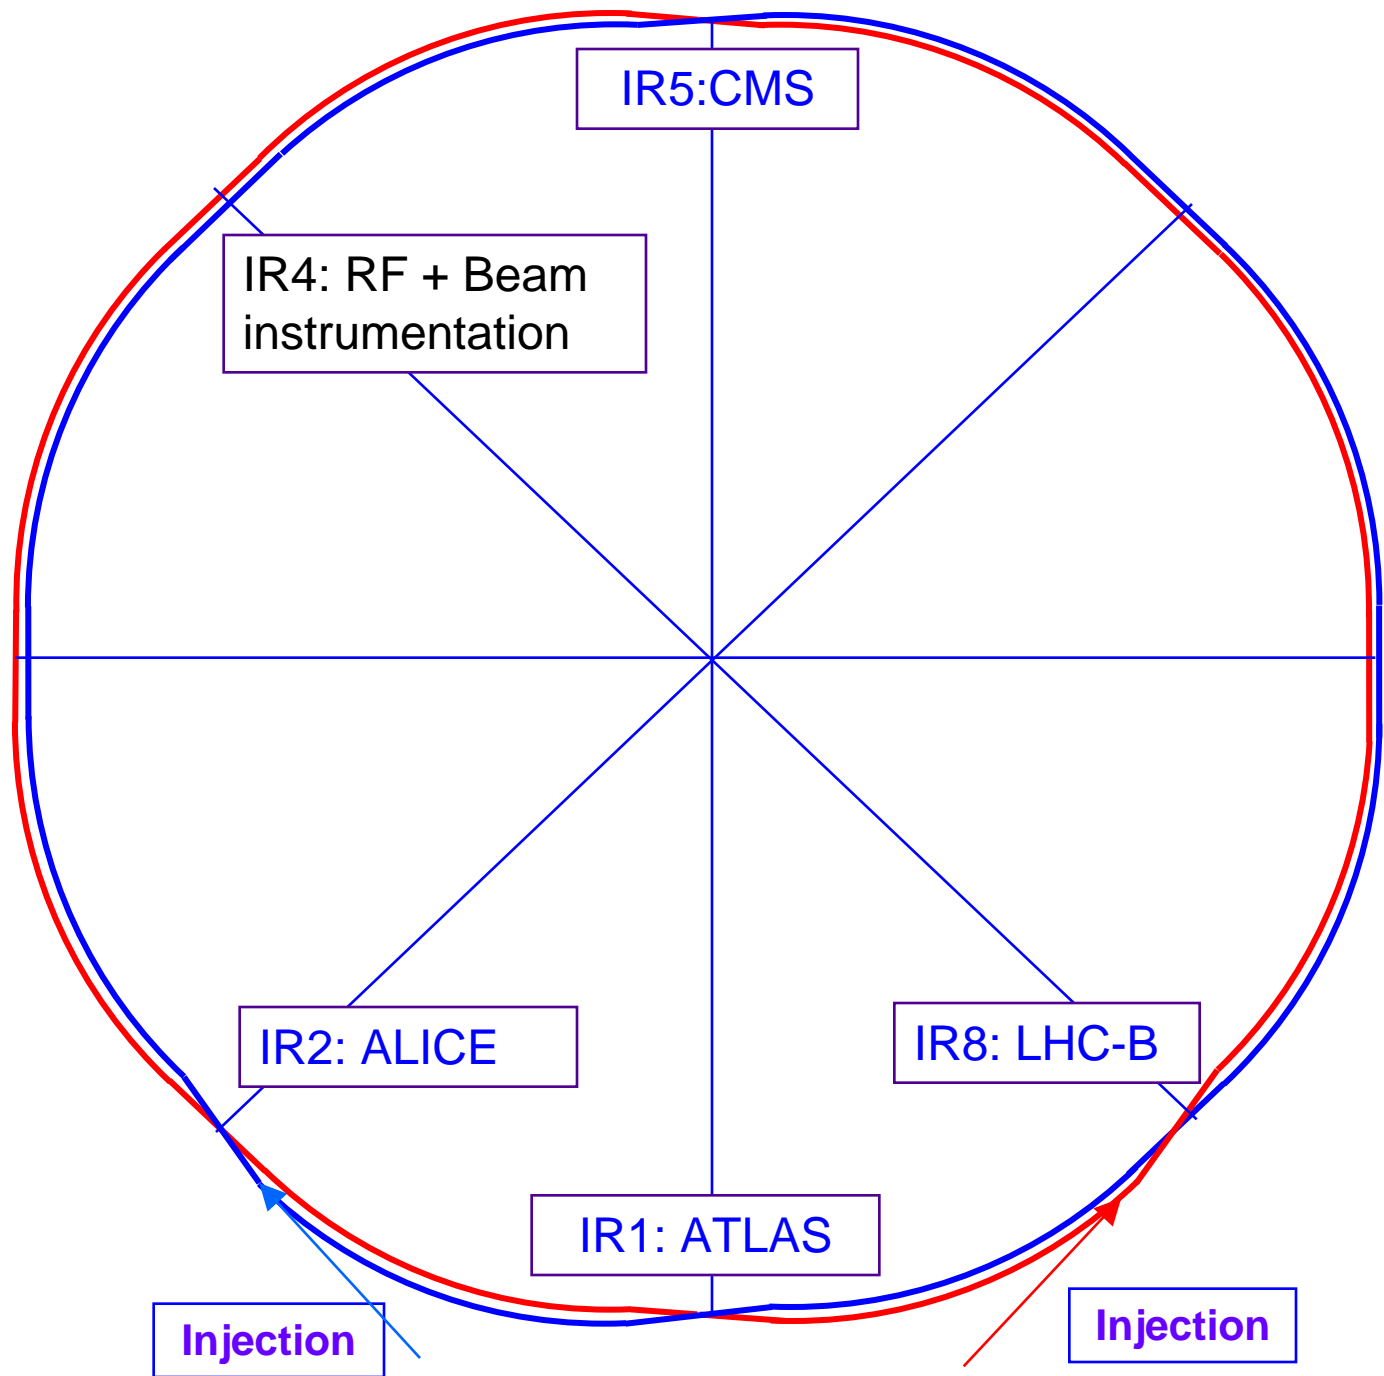 IR5:CMS
IR4: RF + Beam
instrumentation
IR2: ALICE
IR8: LHC-B
IR1: ATLAS
Injection
Injection